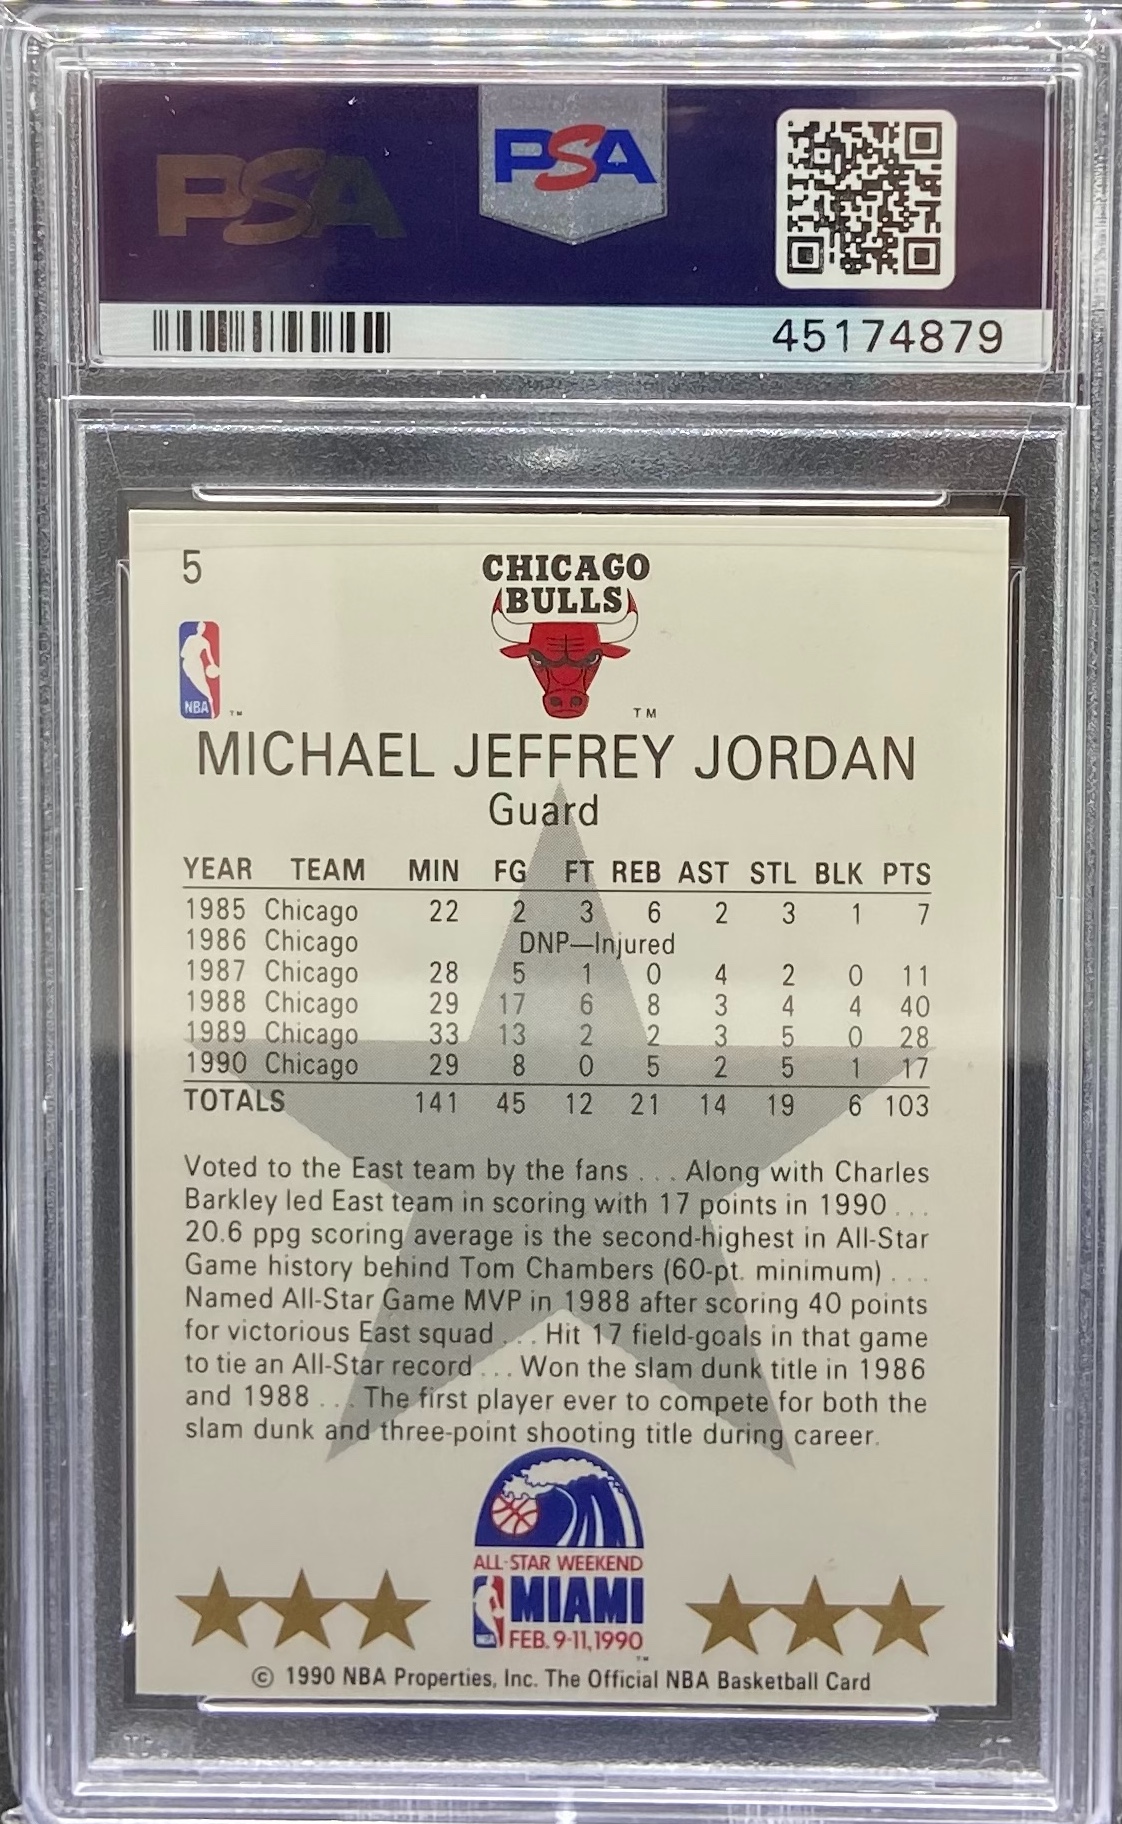 PSA
PSA
45174879
5
CHICAGO
BULLS
NBA
TM
TM
MICHAEL JEFFREY JORDAN
Guard
YEAR TEAM MIN FG FT REB AST STL BLK PTS
1985 Chicago 22 2 3 6 2 3 1 7
1986 Chicago DNP—Injured
1987 Chicago 28 5 1 0 4 2 0 11
1988 Chicago 29 17 6 8 3 4 4 40
1989 Chicago 33 13 2 2 3 5 0 28
1990 Chicago 29 8 0 5 2 5 1 17
TOTALS 141 45 12 21 14 19 6 103
Voted to the East team by the fans . . . Along with Charles
Barkley led East team in scoring with 17 points in 1990 . . .
20.6 ppg scoring average is the second-highest in All-Star
Game history behind Tom Chambers (60-pt. minimum) . . .
Named All-Star Game MVP in 1988 after scoring 40 points
for victorious East squad . . . Hit 17 field-goals in that game
to tie an All-Star record . . . Won the slam dunk title in 1986
and 1988 . . . The first player ever to compete for both the
slam dunk and three-point shooting title during career.
ALL-STAR WEEKEND
MIAMI
NBA
FEB. 9-11, 1990
TM
© 1990 NBA Properties, Inc. The Official NBA Basketball Card